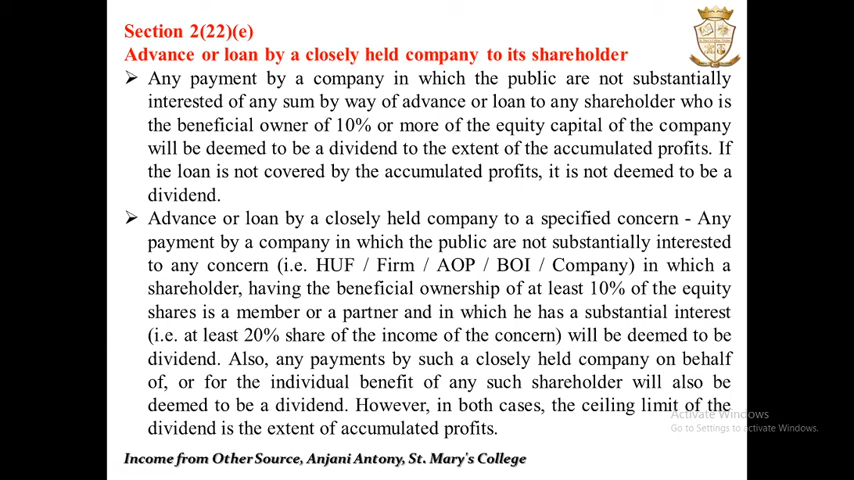 Section 2(22)(e)
Advance or loan by a closely held company to its shareholder
➢ Any payment by a company in which the public are not substantially
interested of any sum by way of advance or loan to any shareholder who is
the beneficial owner of 10% or more of the equity capital of the company
will be deemed to be a dividend to the extent of the accumulated profits. If
the loan is not covered by the accumulated profits, it is not deemed to be a
dividend.
➢ Advance or loan by a closely held company to a specified concern - Any
payment by a company in which the public are not substantially interested
to any concern (i.e. HUF / Firm / AOP / BOI / Company) in which a
shareholder, having the beneficial ownership of at least 10% of the equity
shares is a member or a partner and in which he has a substantial interest
(i.e. at least 20% share of the income of the concern) will be deemed to be
dividend. Also, any payments by such a closely held company on behalf
of, or for the individual benefit of any such shareholder will also be
deemed to be a dividend. However, in both cases, the ceiling limit of the
dividend is the extent of accumulated profits.
Activate Windows
Go to Settings to activate Windows.
Income from Other Source, Anjani Antony, St. Mary's College